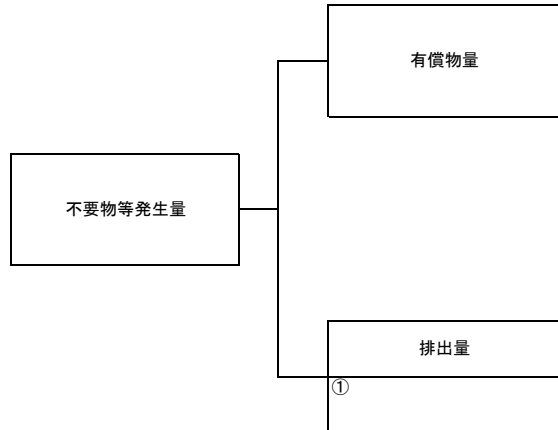 有償物量
不要物等発生量
排出量
①